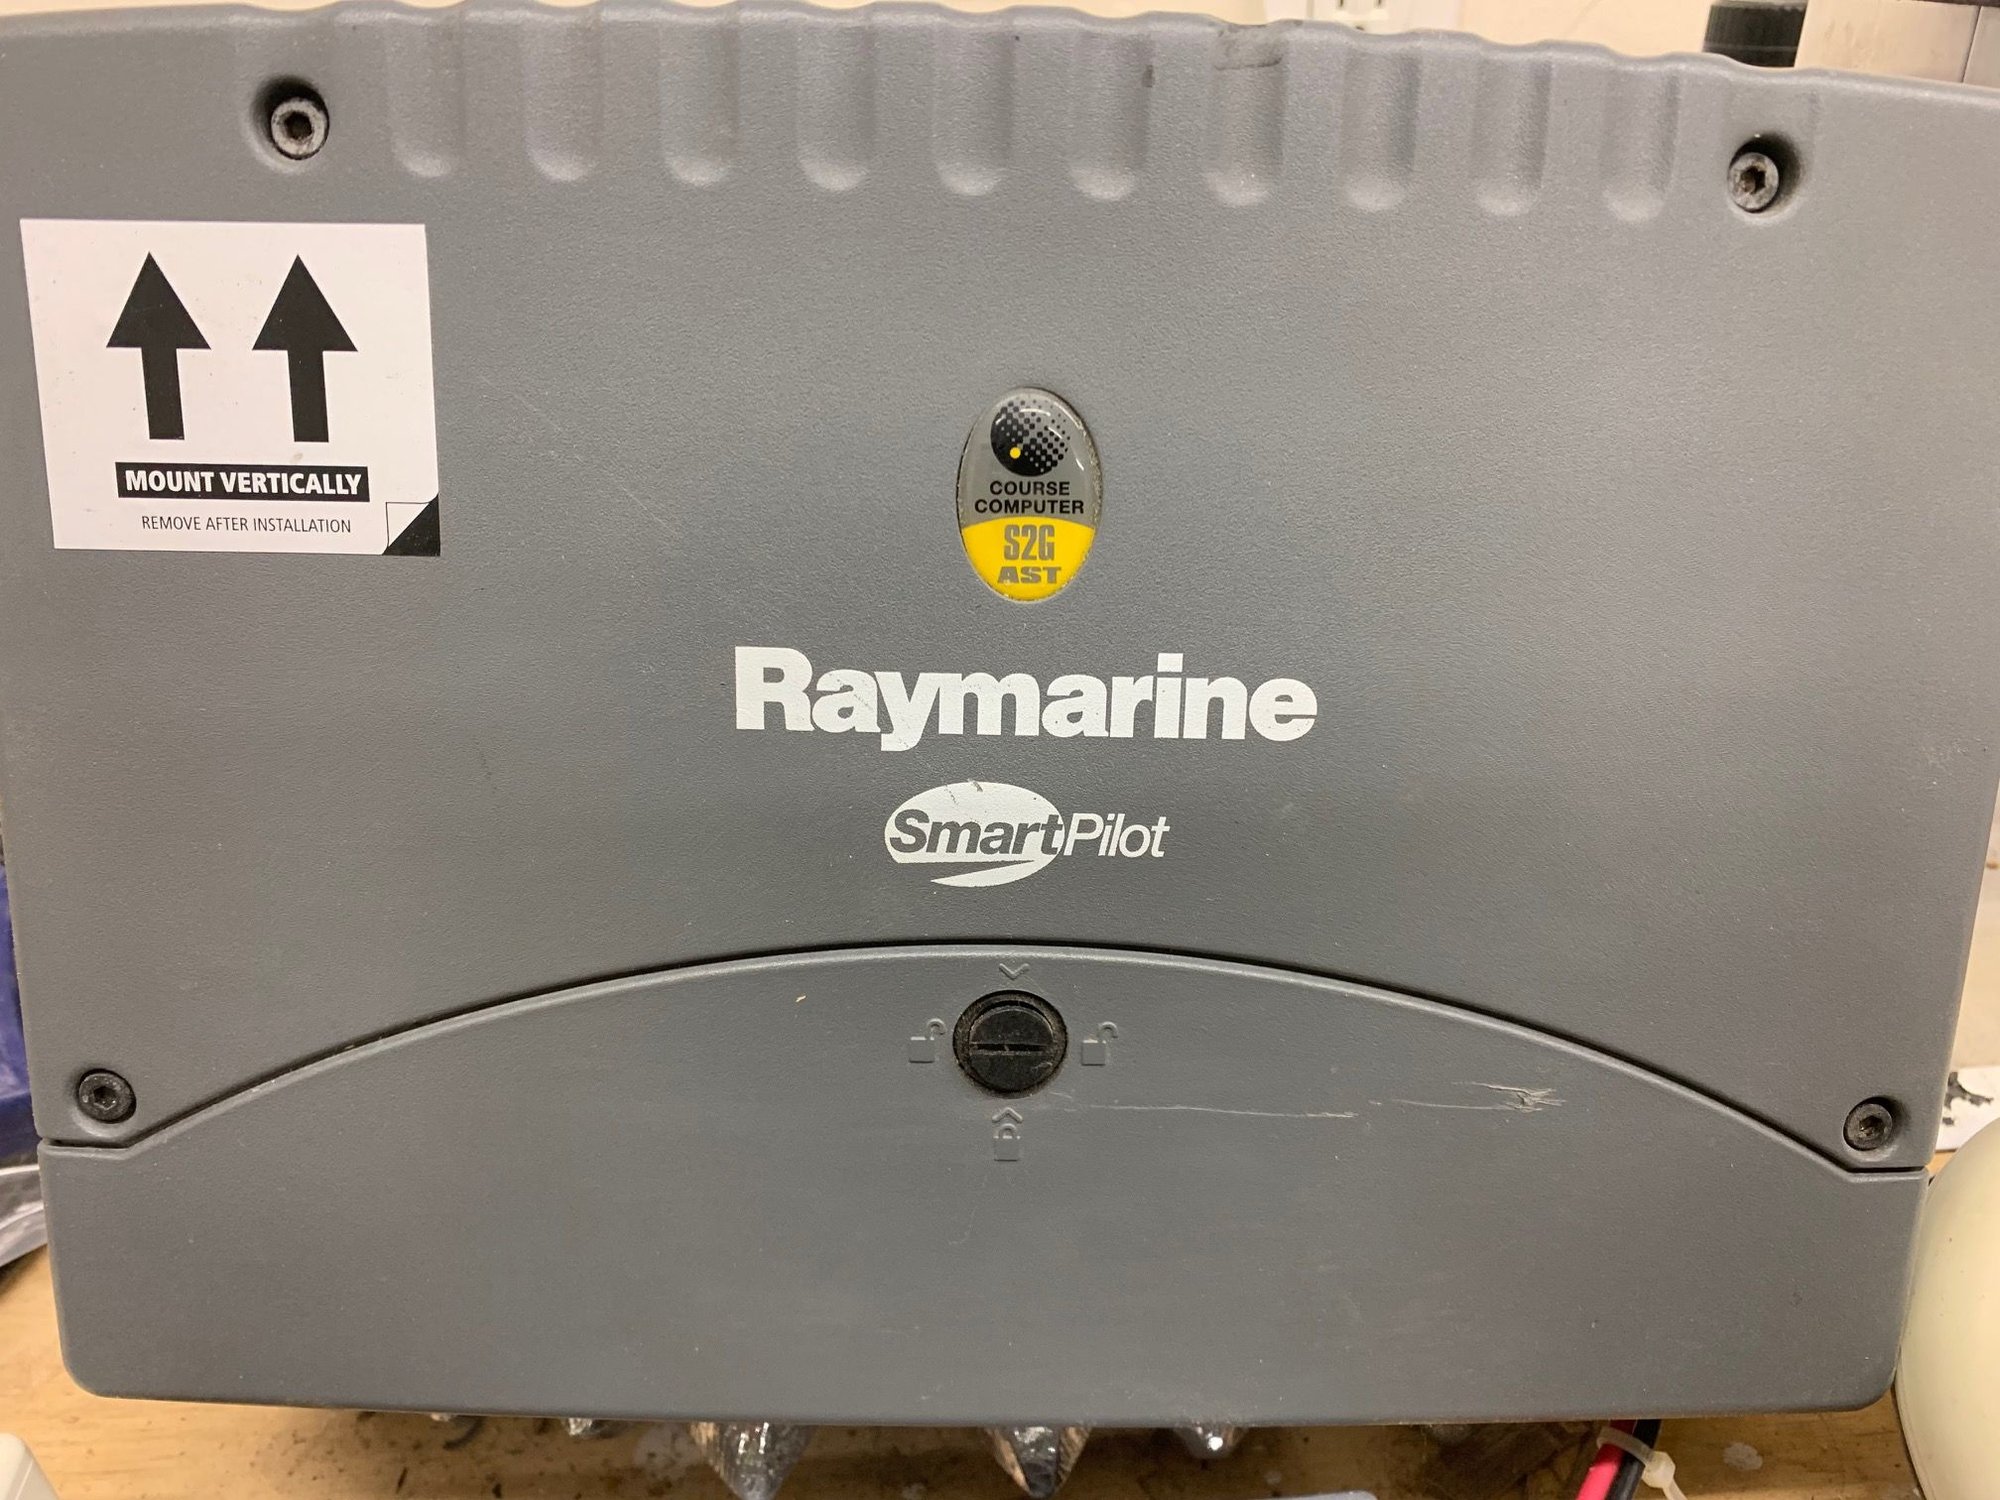 MOUNT VERTICALLY
REMOVE AFTER INSTALLATION
COURSE
COMPUTER
S2G
AST
Raymarine
SmartPilot